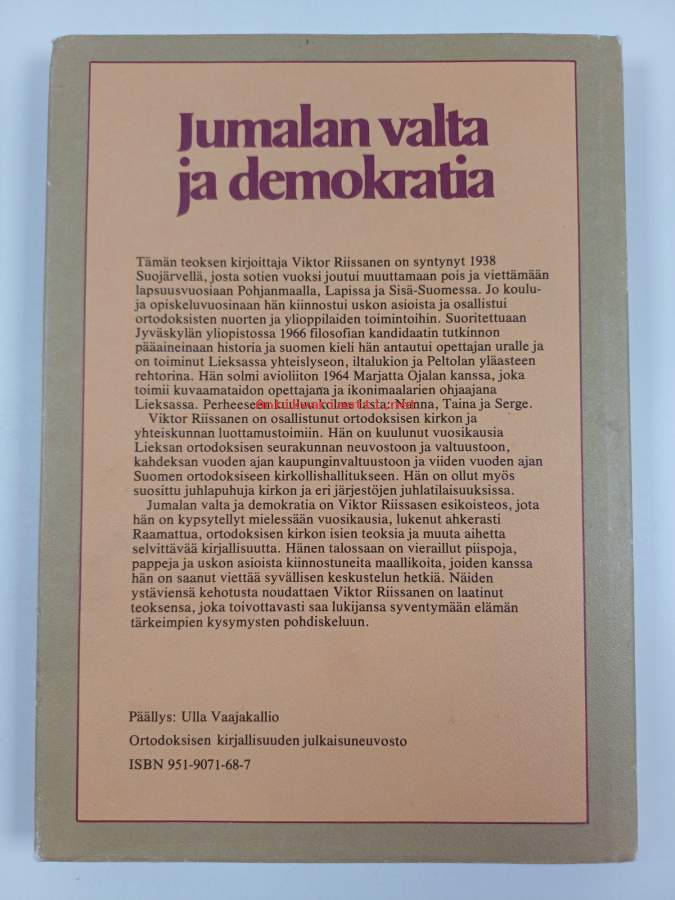 Jumalan valta
ja demokratia
Tämän teoksen kirjoittaja Viktor Riissanen on syntynyt 1938
Suojärvellä, josta sotien vuoksi joutui muuttamaan pois ja viettämään
lapsuusvuosiaan Pohjanmaalla, Lapissa ja Sisä-Suomessa. Jo koulu-
ja opiskeluvuosinaan hän kiinnostui uskon asioista ja osallistui
ortodoksisten nuorten ja ylioppilaiden toimintoihin. Suoritettuaan
Jyväskylän yliopistossa 1966 filosofian kandidaatin tutkinnon
pääaineinaan historia ja suomen kieli hän antautui opettajan uralle ja
on toiminut Lieksassa yhteislyseon, iltalukion ja Peltolan yläasteen
rehtorina. Hän solmi avioliiton 1964 Marjatta Ojalan kanssa, joka
toimii kuvaamataidon opettajana ja ikonimaalarien ohjaajana
Lieksassa. Perheeseen kuuluu kolme lasta: Nanna, Taina ja Serge.
Viktor Riissanen on osallistunut ortodoksisen kirkon ja
yhteiskunnan luottamustoimiin. Hän on kuulunut vuosikausia
Lieksan ortodoksisen seurakunnan neuvostoon ja valtuustoon,
kahdeksan vuoden ajan kaupunginvaltuustoon ja viiden vuoden ajan
Suomen ortodoksiseen kirkollishallitukseen. Hän on ollut myös
suosittu juhlapuhuja kirkon ja eri järjestöjen juhlatilaisuuksissa.
Jumalan valta ja demokratia on Viktor Riissasen esikoisteos, jota
hän on kypsytellyt mielessään vuosikausia, lukenut ahkerasti
Raamattua, ortodoksisen kirkon isien teoksia ja muuta aihetta
selvittävää kirjallisuutta. Hänen talossaan on vieraillut piispoja,
pappeja ja uskon asioista kiinnostuneita maallikoita, joiden kanssa
hän on saanut viettää syvällisen keskustelun hetkiä. Näiden
ystäviensä kehotusta noudattaen Viktor Riissanen on laatinut
teoksensa, joka toivottavasti saa lukijansa syventymään elämän
tärkeimpien kysymysten pohdiskeluun.
Päällys: Ulla Vaajakallio
Ortodoksisen kirjallisuuden julkaisuneuvosto
ISBN 951-9071-68-7